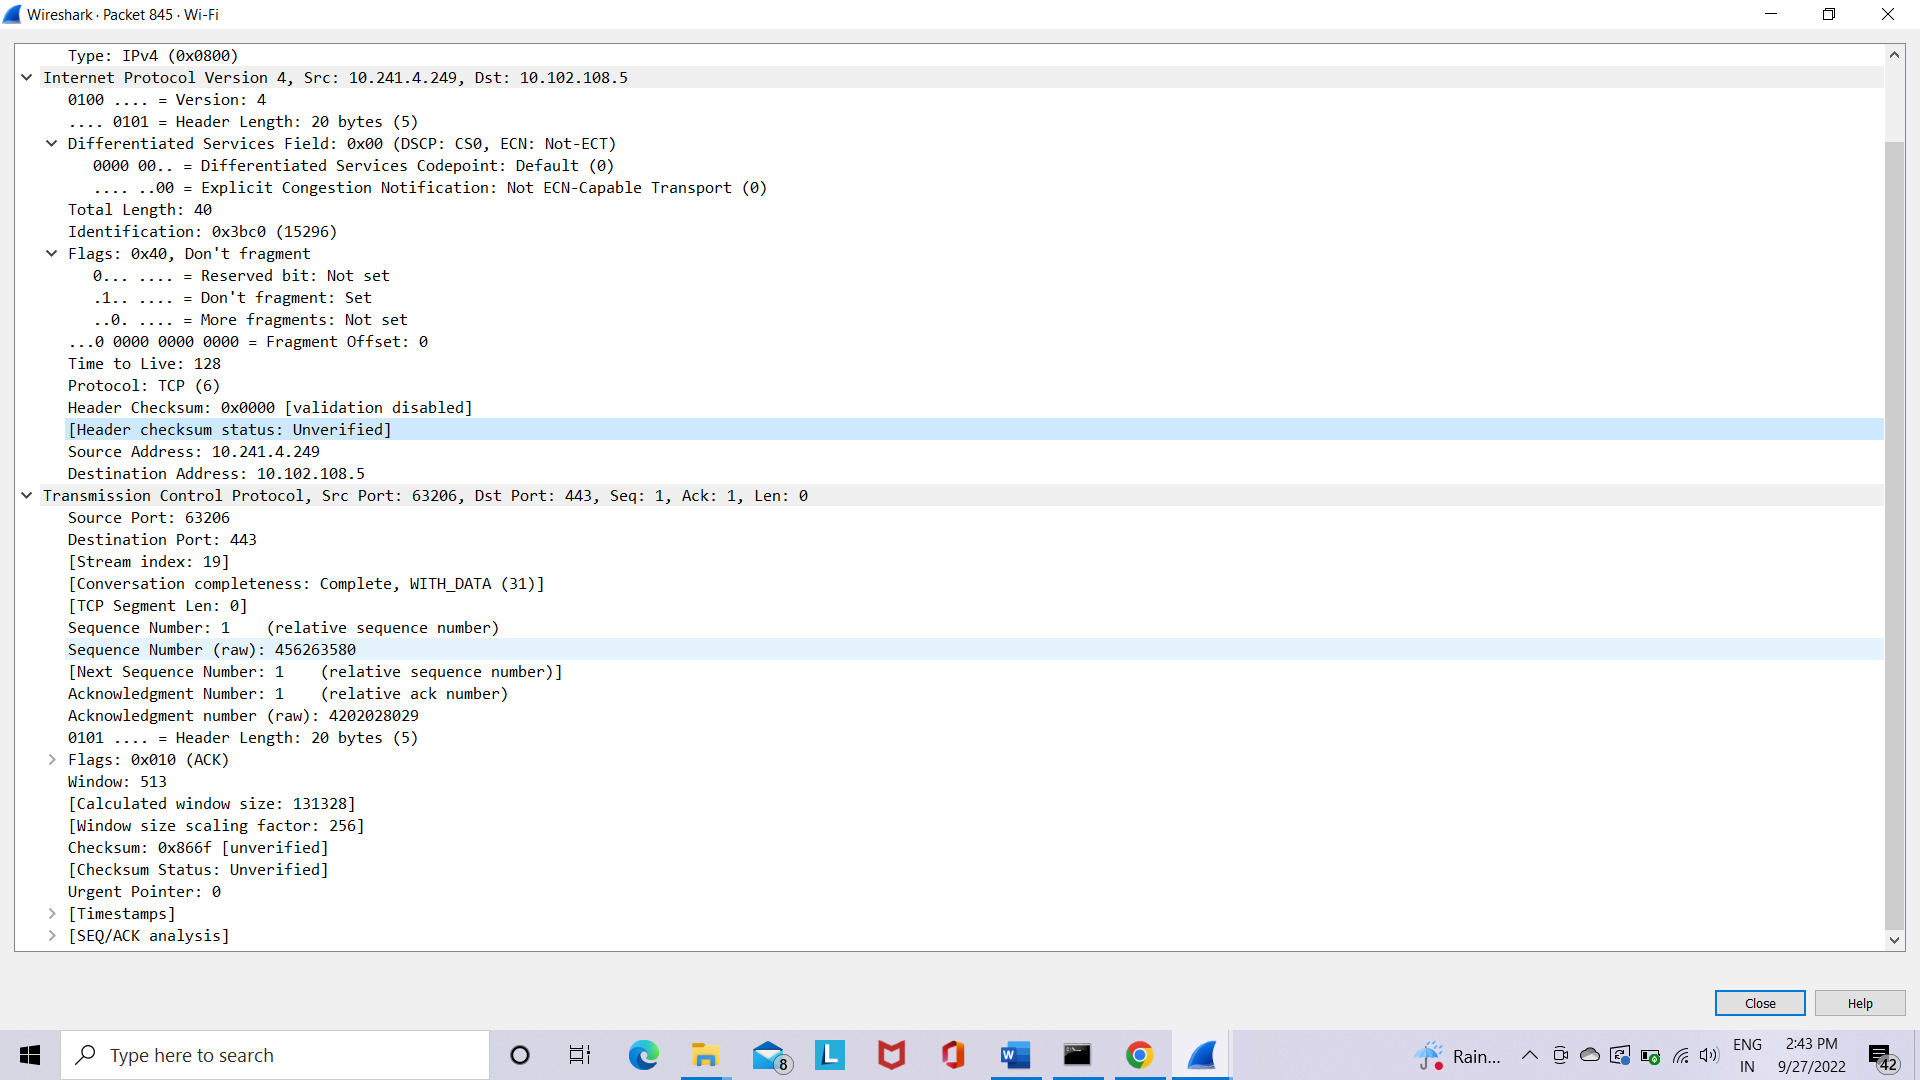 Wireshark · Packet 845 · Wi-Fi
Type: IPv4 (0x0800)
Internet Protocol Version 4, Src: 10.241.4.249, Dst: 10.102.108.5
0100 .... = Version: 4
.... 0101 = Header Length: 20 bytes (5)
Differentiated Services Field: 0x00 (DSCP: CS0, ECN: Not-ECT)
0000 00.. = Differentiated Services Codepoint: Default (0)
.... ..00 = Explicit Congestion Notification: Not ECN-Capable Transport (0)
Total Length: 40
Identification: 0x3bc0 (15296)
Flags: 0x40, Don't fragment
0... .... = Reserved bit: Not set
.1.. .... = Don't fragment: Set
..0. .... = More fragments: Not set
...0 0000 0000 0000 = Fragment Offset: 0
Time to Live: 128
Protocol: TCP (6)
Header Checksum: 0x0000 [validation disabled]
[Header checksum status: Unverified]
Source Address: 10.241.4.249
Destination Address: 10.102.108.5
Transmission Control Protocol, Src Port: 63206, Dst Port: 443, Seq: 1, Ack: 1, Len: 0
Source Port: 63206
Destination Port: 443
[Stream index: 19]
[Conversation completeness: Complete, WITH_DATA (31)]
[TCP Segment Len: 0]
Sequence Number: 1    (relative sequence number)
Sequence Number (raw): 456263580
[Next Sequence Number: 1    (relative sequence number)]
Acknowledgment Number: 1    (relative ack number)
Acknowledgment number (raw): 4202028029
0101 .... = Header Length: 20 bytes (5)
Flags: 0x010 (ACK)
Window: 513
[Calculated window size: 131328]
[Window size scaling factor: 256]
Checksum: 0x866f [unverified]
[Checksum Status: Unverified]
Urgent Pointer: 0
[Timestamps]
[SEQ/ACK analysis]
Close Help
Type here to search
8
L
W
Rain...
ENG
IN
2:43 PM
9/27/2022
42